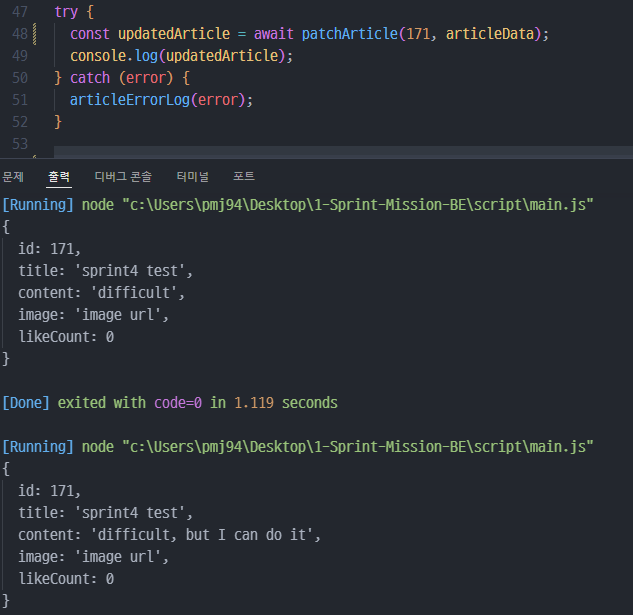 47 try {
48 const updatedArticle = await patchArticle(171, articleData);
49 console.log(updatedArticle);
50 } catch (error) {
51 articleErrorLog(error);
52 }
53
문제 출력 디버그 콘솔 터미널 포트
[Running] node "c:\Users\pmj94\Desktop\1-Sprint-Mission-BE\script\main.js"
{
id: 171,
title: 'sprint4 test',
content: 'difficult',
image: 'image url',
likeCount: 0
}
[Done] exited with code=0 in 1.119 seconds
[Running] node "c:\Users\pmj94\Desktop\1-Sprint-Mission-BE\script\main.js"
{
id: 171,
title: 'sprint4 test',
content: 'difficult, but I can do it',
image: 'image url',
likeCount: 0
}